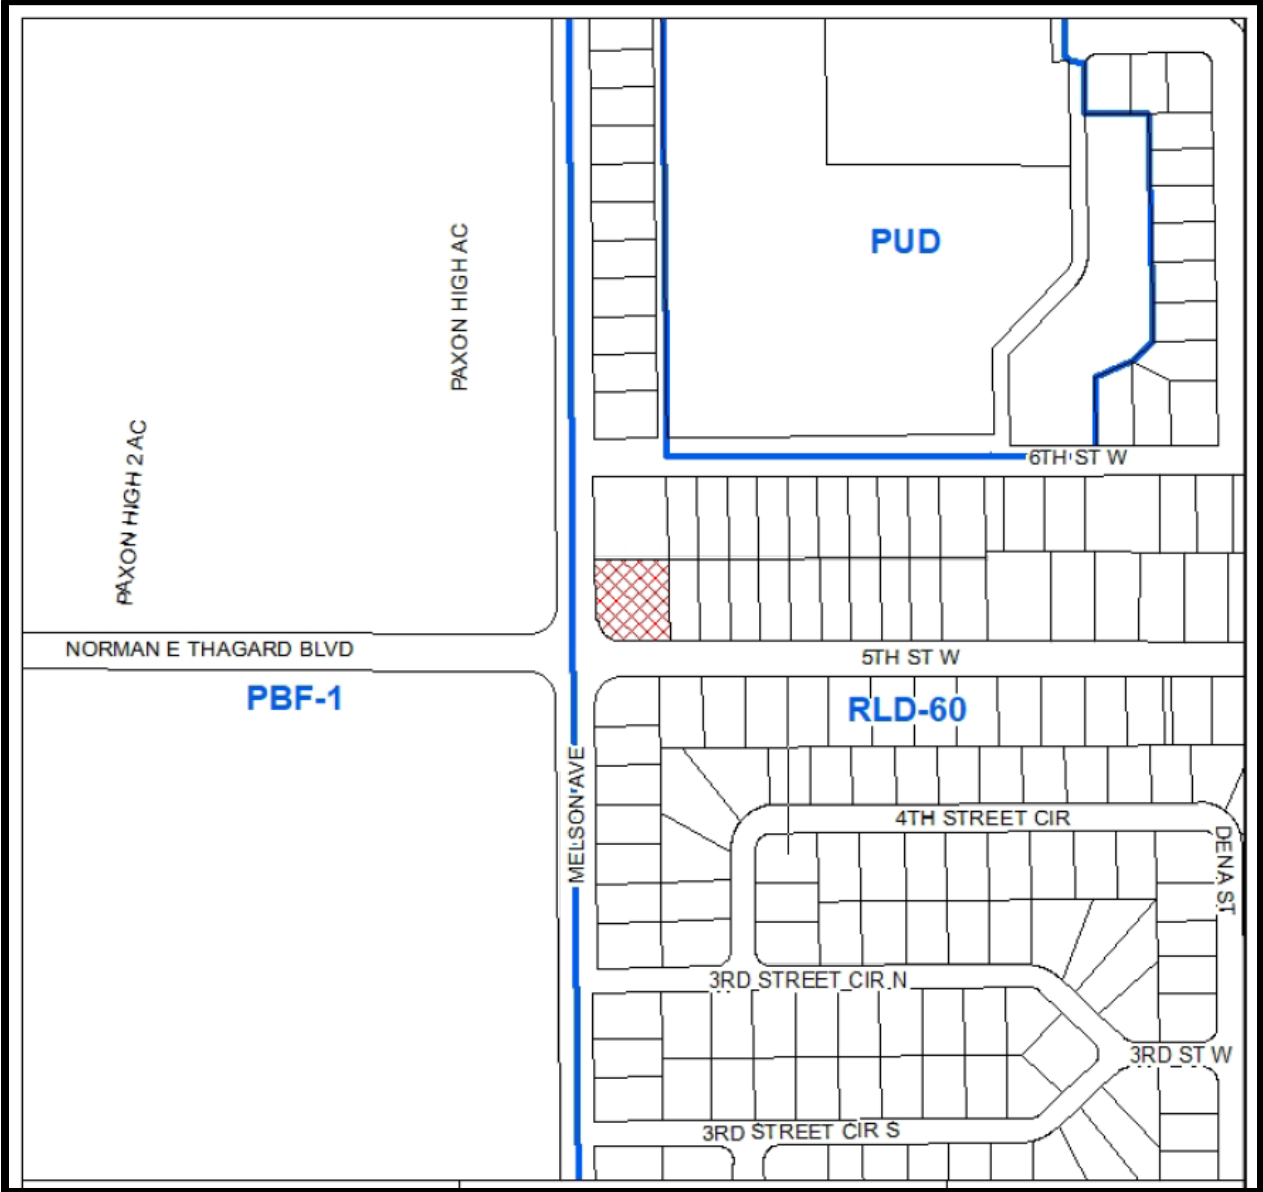 PAXON HIGH AC
PUD
PAXON HIGH 2 AC
6TH ST W
NORMAN E THAGARD BLVD
5TH ST W
PBF-1
RLD-60
MELSON AVE
4TH STREET CIR
DENA ST
3RD STREET CIR N
3RD ST W
3RD STREET CIR S